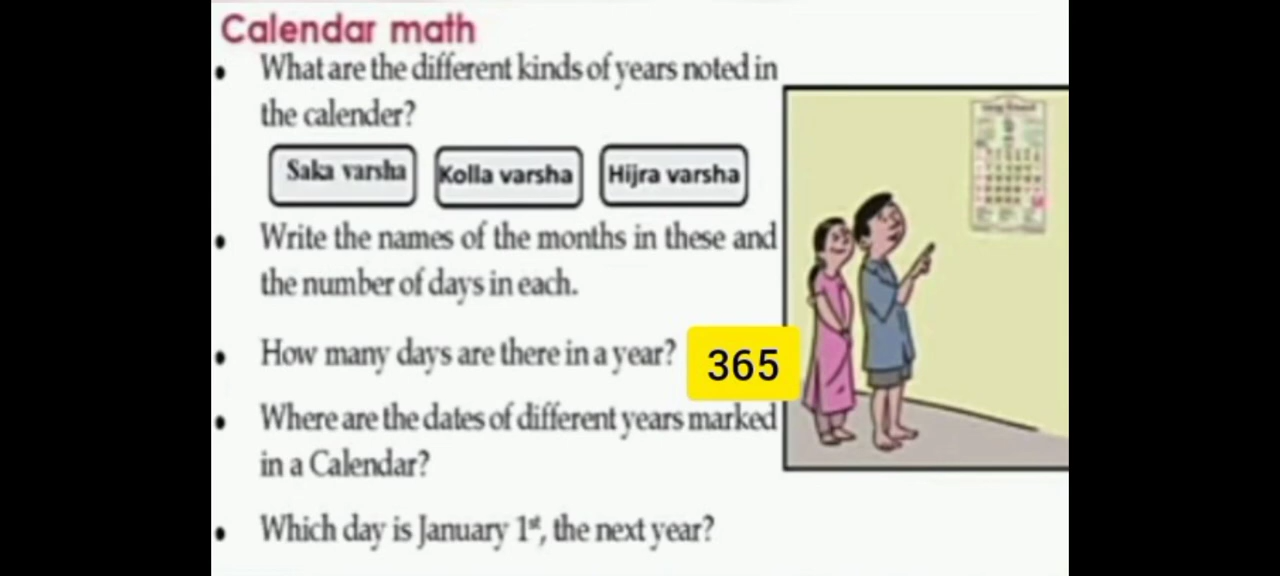 Calendar math
• What are the different kinds of years noted in
the calender?
Saka varsha Kolla varsha Hijra varsha
• Write the names of the months in these and
the number of days in each.
• How many days are there in a year? 365
• Where are the dates of different years marked
in a Calendar?
• Which day is January 1st, the next year?